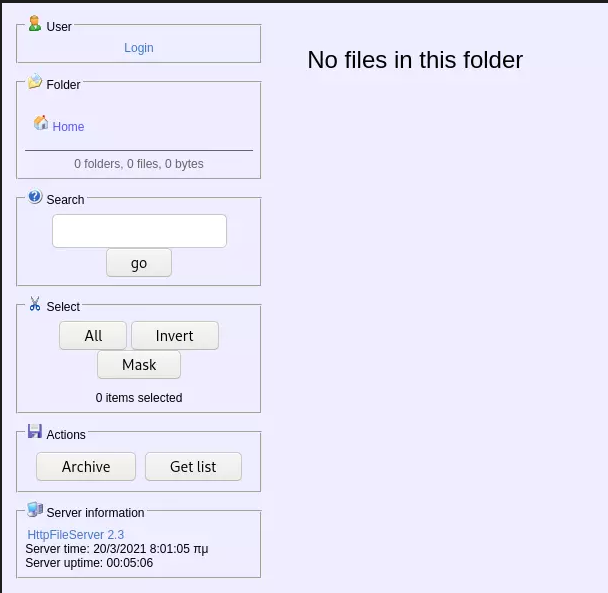 User
Login
Folder
Home
0 folders, 0 files, 0 bytes
Search
go
Select
All Invert
Mask
0 items selected
Actions
Archive Get list
Server information
HttpFileServer 2.3
Server time: 20/3/2021 8:01:05 πμ
Server uptime: 00:05:06
No files in this folder